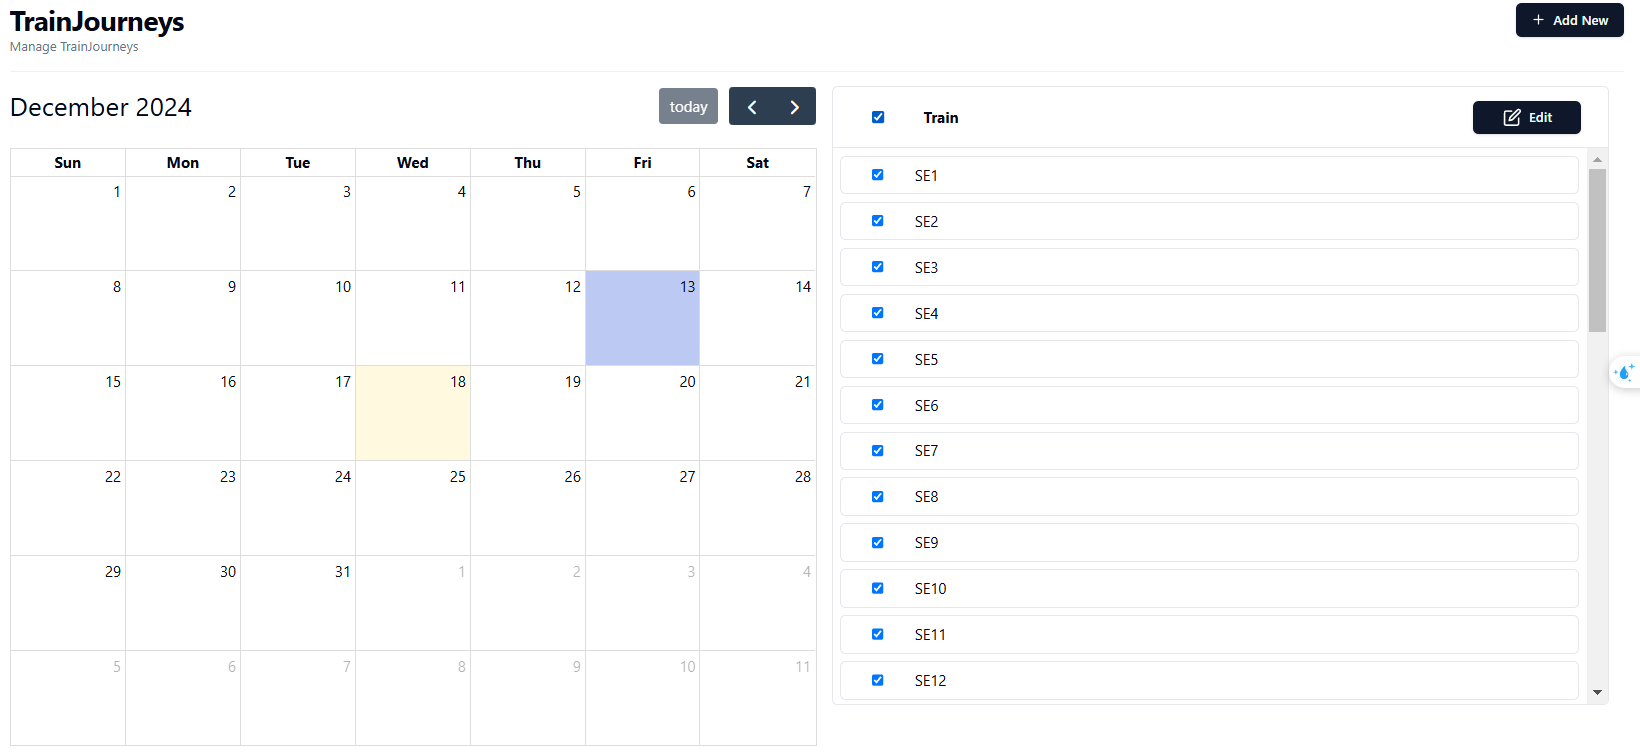 TrainJourneys
Manage TrainJourneys
Add New
December 2024
today
Sun Mon Tue Wed Thu Fri Sat
1 2 3 4 5 6 7
8 9 10 11 12 13 14
15 16 17 18 19 20 21
22 23 24 25 26 27 28
29 30 31 1 2 3 4
5 6 7 8 9 10 11
Train
Edit
SE1
SE2
SE3
SE4
SE5
SE6
SE7
SE8
SE9
SE10
SE11
SE12